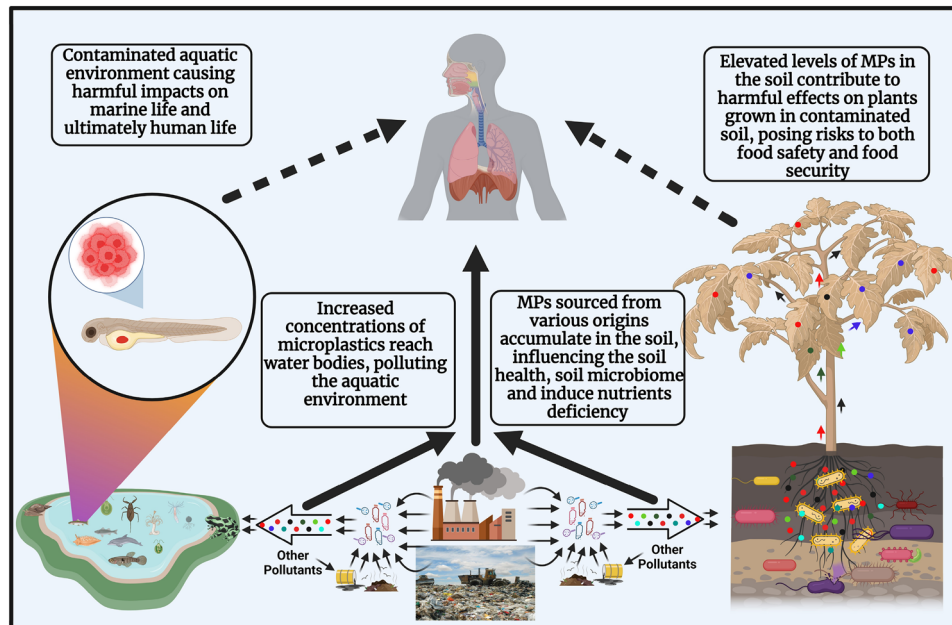 Contaminated aquatic
environment causing
harmful impacts on
marine life and
ultimately human life
Elevated levels of MPs in
the soil contribute to
harmful effects on plants
grown in contaminated
soil, posing risks to both
food safety and food
security
Increased
concentrations of
microplastics reach
water bodies, polluting
the aquatic
environment
MPs sourced from
various origins
accumulate in the soil,
influencing the soil
health, soil microbiome
and induce nutrients
deficiency
Other
Pollutants
Other
Pollutants